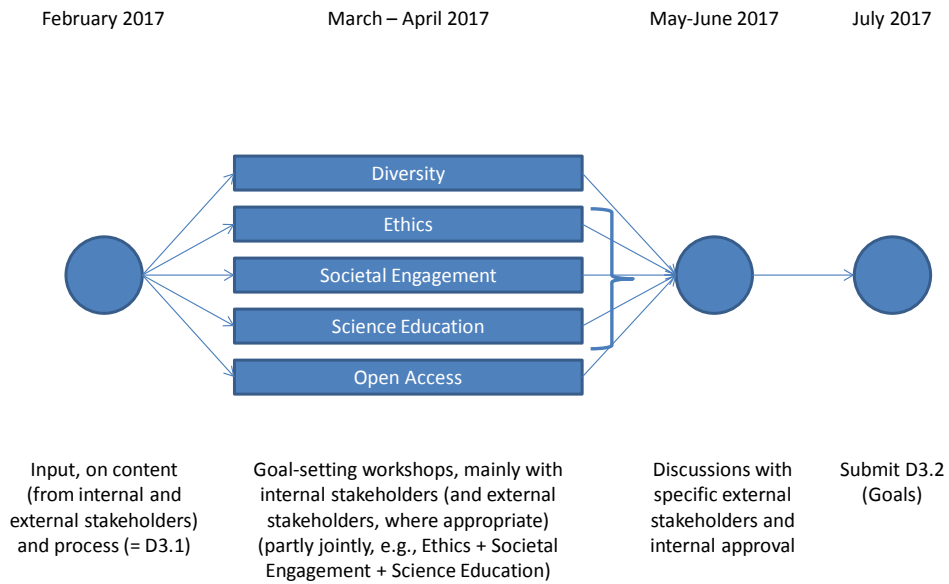 February 2017
March – April 2017
May-June 2017
July 2017
Diversity
Ethics
Societal Engagement
Science Education
Open Access
Input, on content
(from internal and
external stakeholders)
and process (= D3.1)
Goal-setting workshops, mainly with
internal stakeholders (and external
stakeholders, where appropriate)
(partly jointly, e.g., Ethics + Societal
Engagement + Science Education)
Discussions with
specific external
stakeholders and
internal approval
Submit D3.2
(Goals)